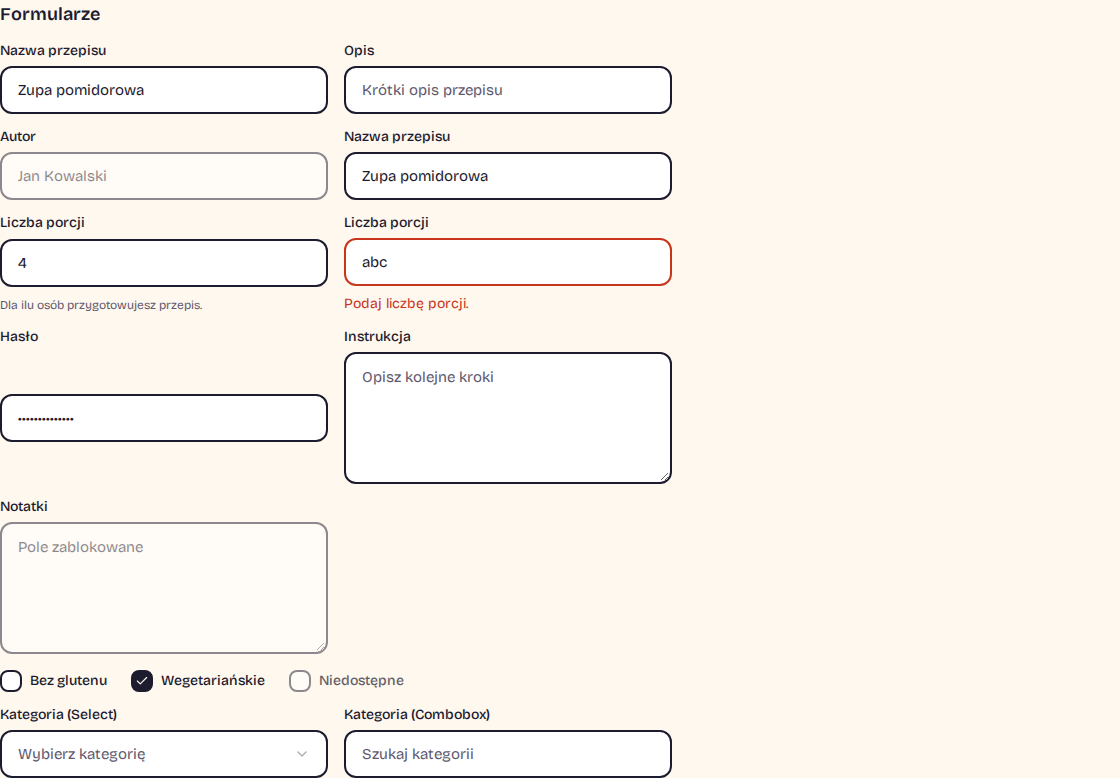 Formularze
Nazwa przepisu
Opis
Zupa pomidorowa
Krótki opis przepisu
Autor
Nazwa przepisu
Jan Kowalski
Zupa pomidorowa
Liczba porcji
Liczba porcji
4
abc
Dla ilu osób przygotowujesz przepis.
Podaj liczbę porcji.
Hasło
Instrukcja
Opisz kolejne kroki
••••••••••••••
Notatki
Pole zablokowane
Bez glutenu
Wegetariańskie
Niedostępne
Kategoria (Select)
Kategoria (Combobox)
Wybierz kategorię
Szukaj kategorii